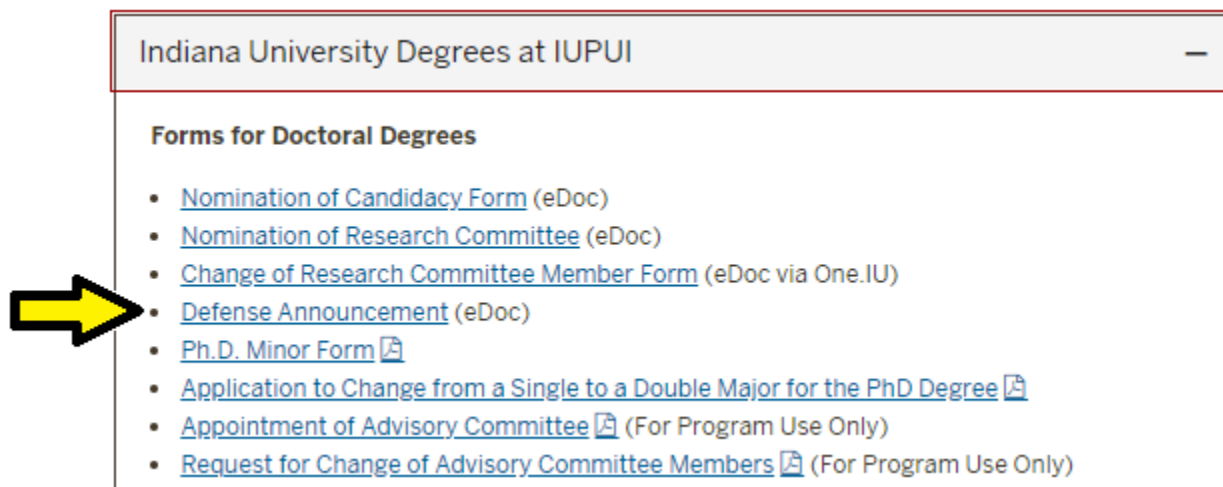 Indiana University Degrees at IUPUI
Forms for Doctoral Degrees
• Nomination of Candidacy Form (eDoc)
• Nomination of Research Committee (eDoc)
• Change of Research Committee Member Form (eDoc via One.IU)
• Defense Announcement (eDoc)
• Ph.D. Minor Form
• Application to Change from a Single to a Double Major for the PhD Degree
• Appointment of Advisory Committee (For Program Use Only)
• Request for Change of Advisory Committee Members (For Program Use Only)